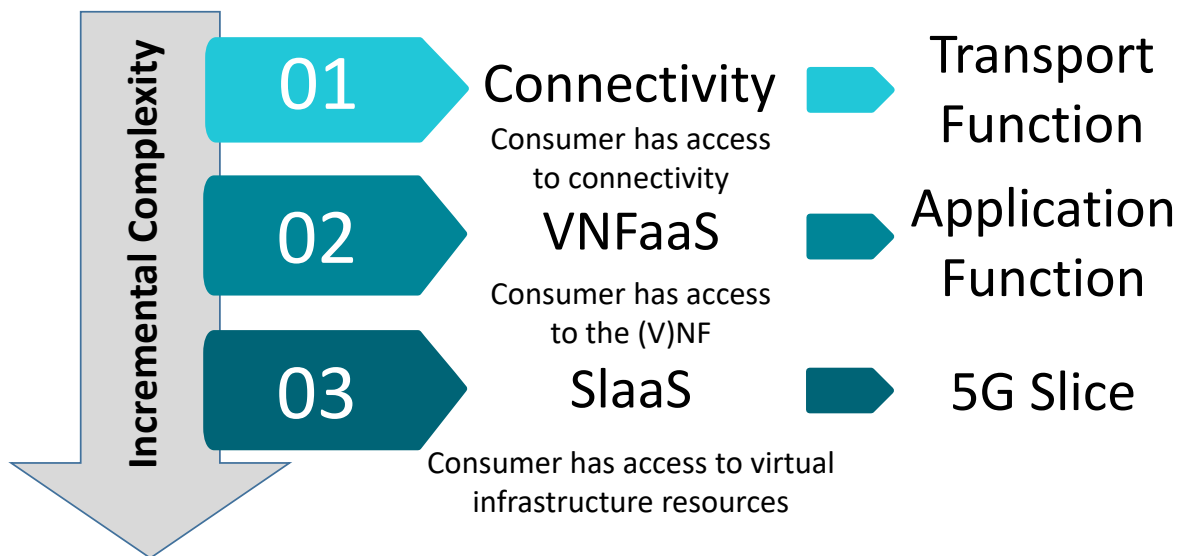 Incremental Complexity
01
Connectivity
Transport
Function
Consumer has access
to connectivity
02
VNFaaS
Application
Function
Consumer has access
to the (V)NF
03
SlaaS
5G Slice
Consumer has access to virtual
infrastructure resources